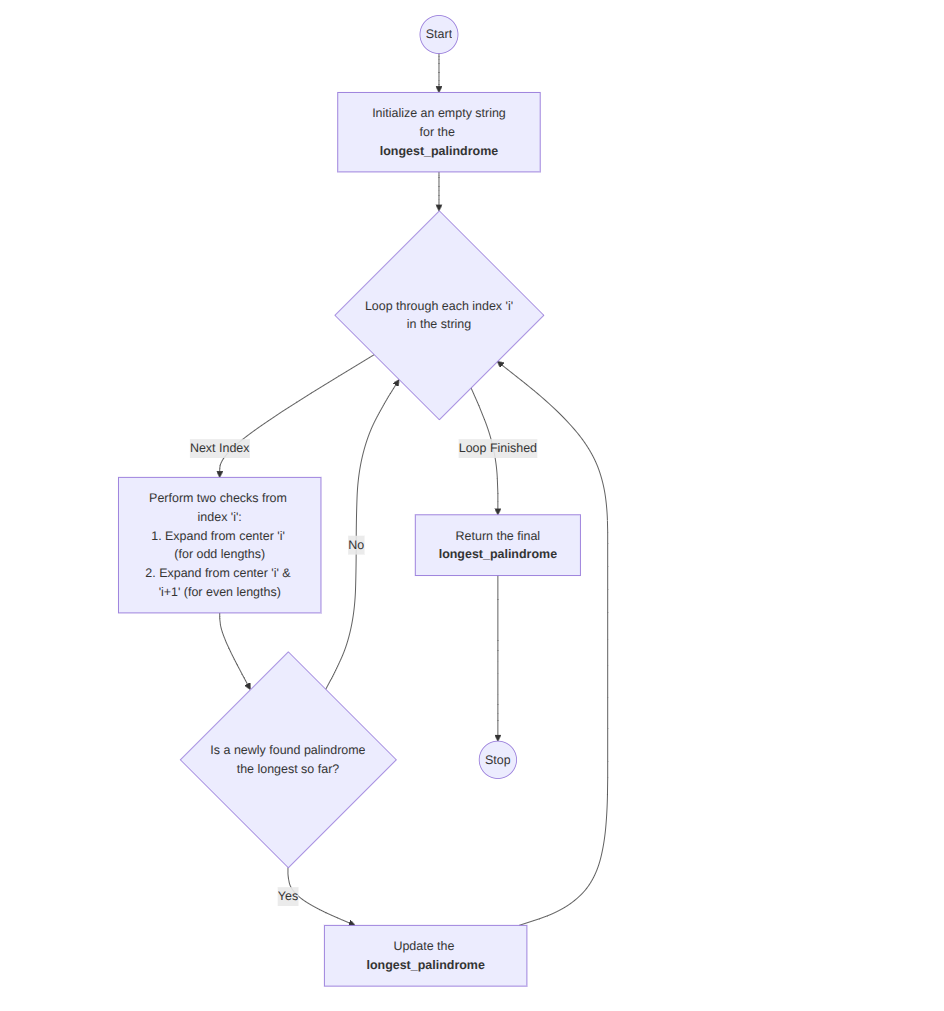 Start
Initialize an empty string
for the
longest_palindrome
Loop through each index 'i'
in the string
Next Index
Loop Finished
Perform two checks from
index 'i':
1. Expand from center 'i'
(for odd lengths)
2. Expand from center 'i' &
'i+1' (for even lengths)
No
Return the final
longest_palindrome
Is a newly found palindrome
the longest so far?
Stop
Yes
Update the
longest_palindrome